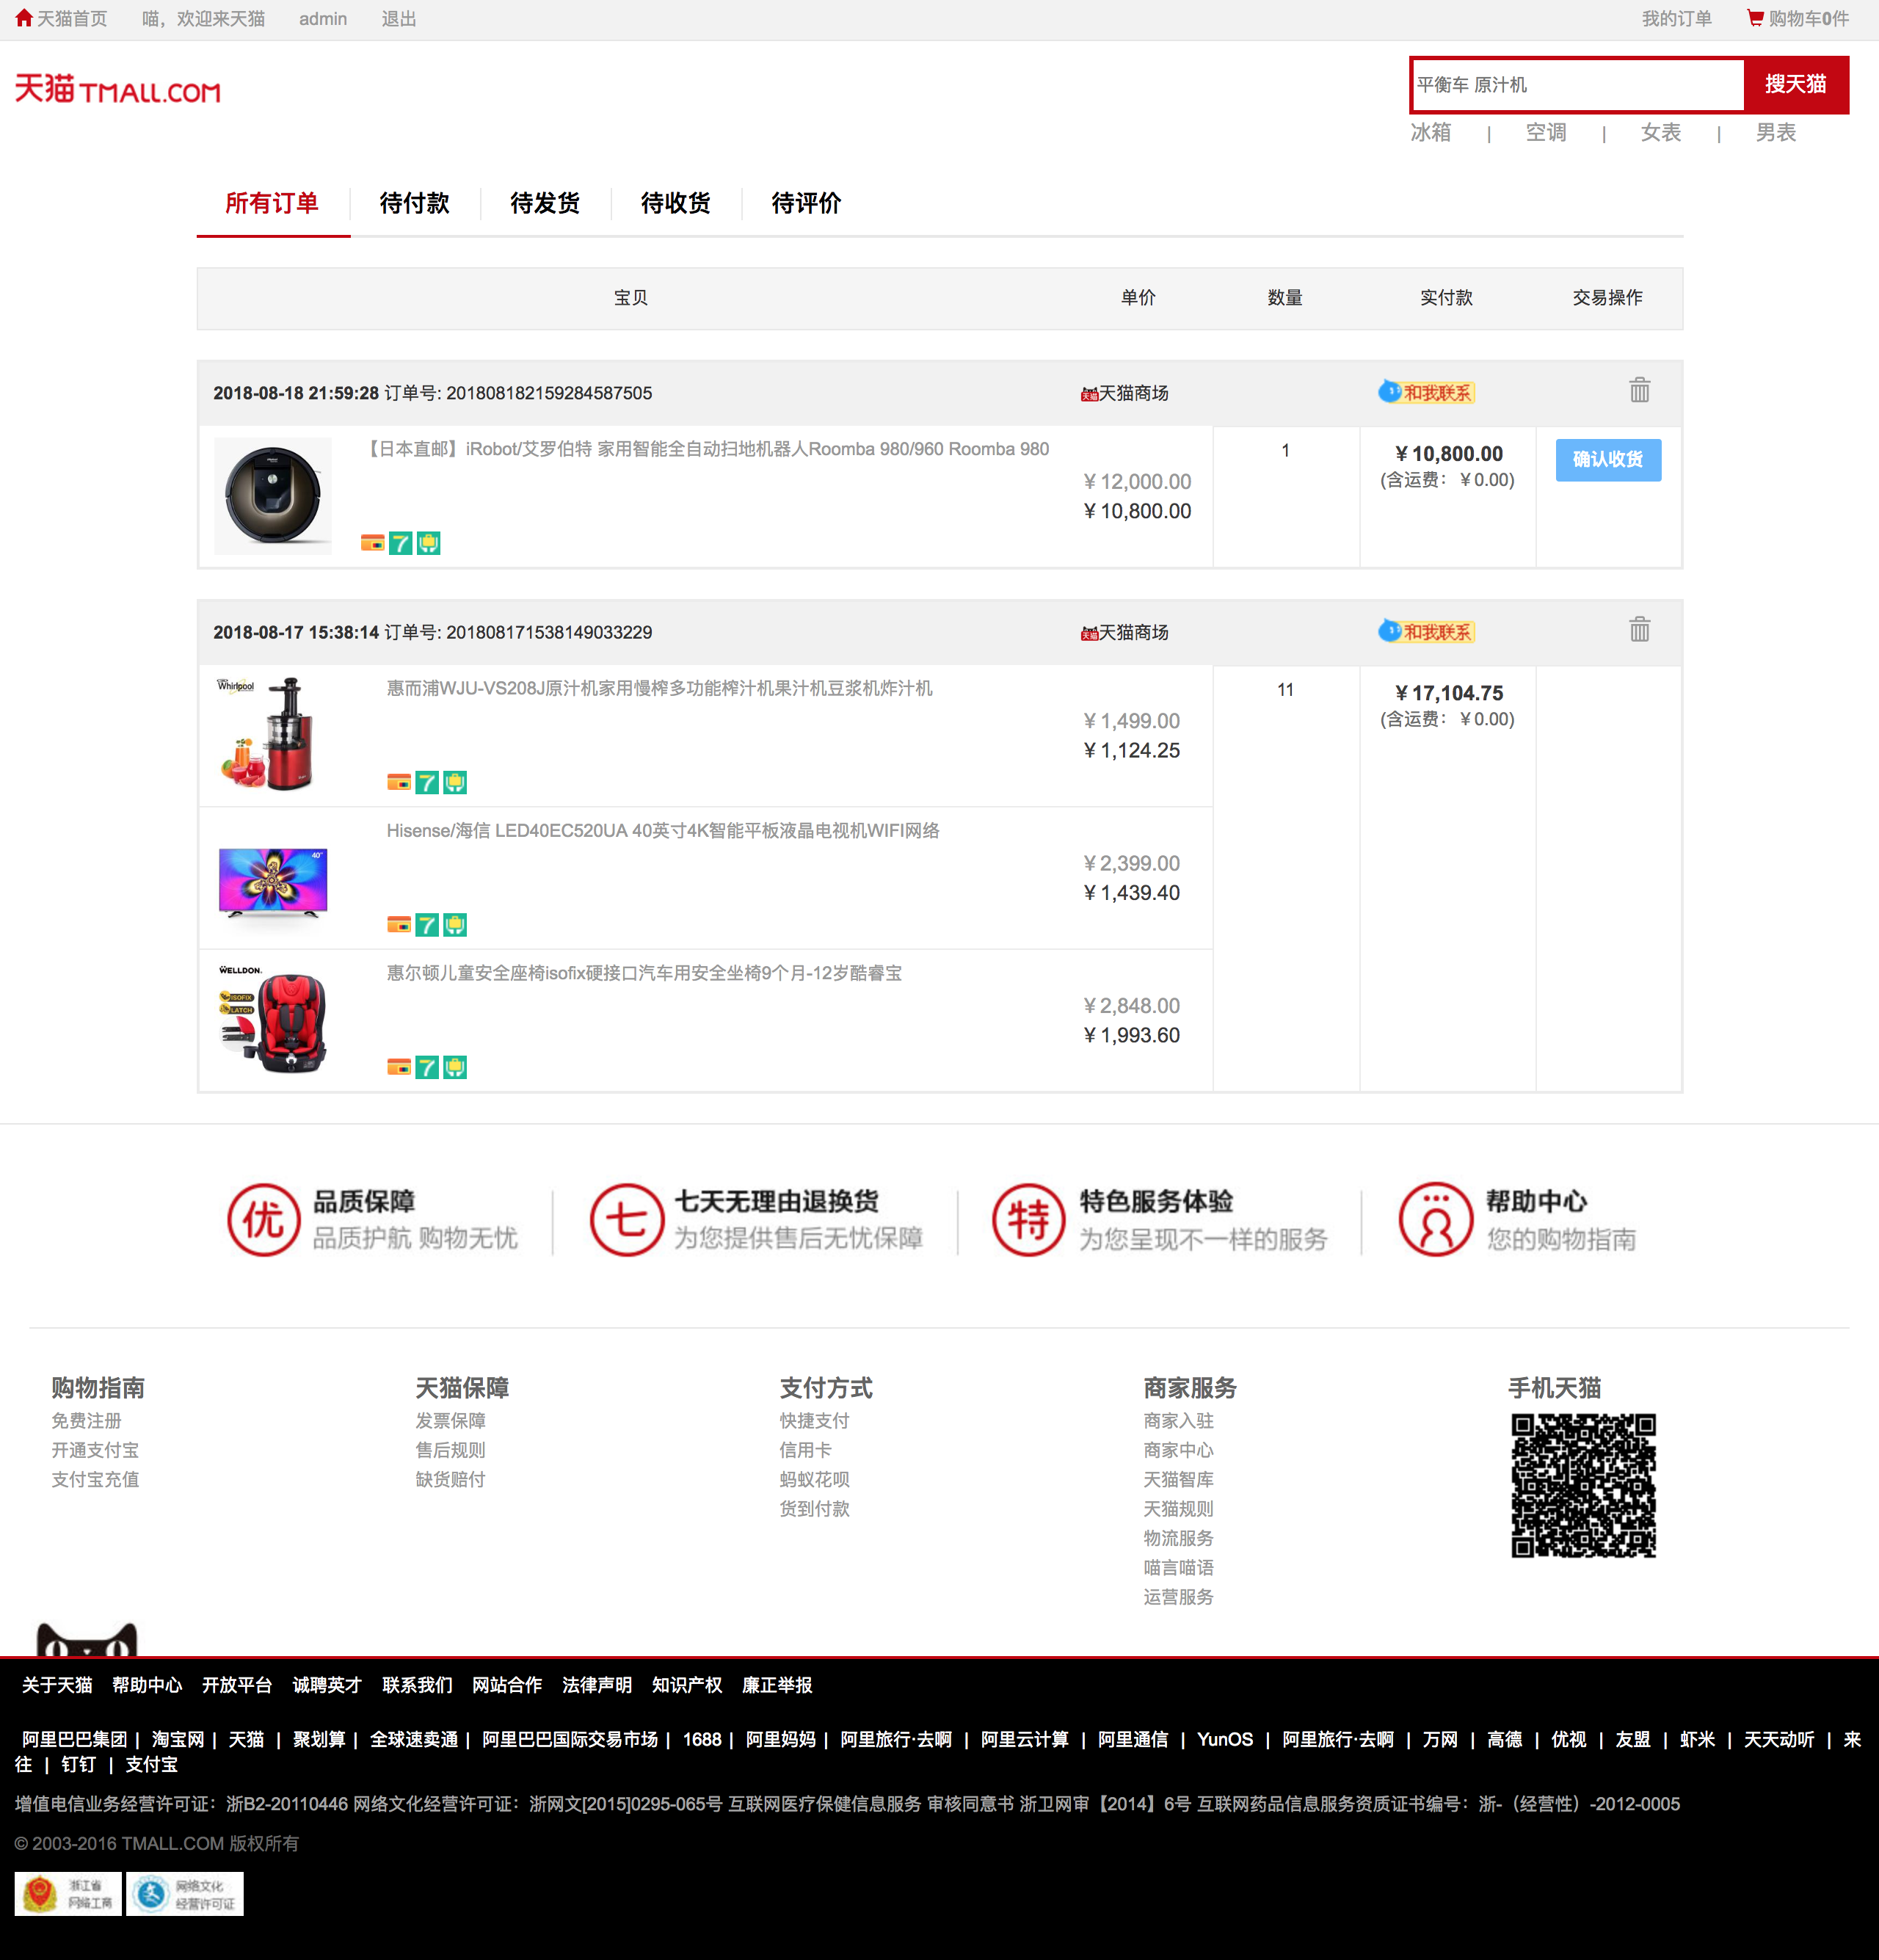 天猫首页 喵，欢迎来天猫 admin 退出 我的订单 购物车0件
天猫 TMALL.COM
平衡车 原汁机 搜天猫
冰箱 | 空调 | 女表 | 男表
所有订单 待付款 待发货 待收货 待评价
宝贝 单价 数量 实付款 交易操作
2018-08-18 21:59:28 订单号: 201808182159284587505 天猫 天猫商场 和我联系
【日本直邮】iRobot/艾罗伯特 家用智能全自动扫地机器人Roomba 980/960 Roomba 980
￥12,000.00
￥10,800.00
7
1
￥10,800.00
(含运费：￥0.00)
确认收货
2018-08-17 15:38:14 订单号: 201808171538149033229 天猫 天猫商场 和我联系
Whirlpool
惠而浦WJU-VS208J原汁机家用慢榨多功能榨汁机果汁机豆浆机炸汁机
￥1,499.00
￥1,124.25
7
11
￥17,104.75
(含运费：￥0.00)
40"
Hisense/海信 LED40EC520UA 40英寸4K智能平板液晶电视机WIFI网络
￥2,399.00
￥1,439.40
7
WELLDON.
ISOFIX
LATCH
惠尔顿儿童安全座椅isofix硬接口汽车用安全坐椅9个月-12岁酷睿宝
￥2,848.00
￥1,993.60
7
优 品质保障
品质护航 购物无忧
七 七天无理由退换货
为您提供售后无忧保障
特 特色服务体验
为您呈现不一样的服务
帮助中心
您的购物指南
购物指南
免费注册
开通支付宝
支付宝充值
天猫保障
发票保障
售后规则
缺货赔付
支付方式
快捷支付
信用卡
蚂蚁花呗
货到付款
商家服务
商家入驻
商家中心
天猫智库
天猫规则
物流服务
喵言喵语
运营服务
手机天猫
关于天猫 帮助中心 开放平台 诚聘英才 联系我们 网站合作 法律声明 知识产权 廉正举报
阿里巴巴集团 | 淘宝网 | 天猫 | 聚划算 | 全球速卖通 | 阿里巴巴国际交易市场 | 1688 | 阿里妈妈 | 阿里旅行·去啊 | 阿里云计算 | 阿里通信 | YunOS | 阿里旅行·去啊 | 万网 | 高德 | 优视 | 友盟 | 虾米 | 天天动听 | 来
往 | 钉钉 | 支付宝
增值电信业务经营许可证：浙B2-20110446 网络文化经营许可证：浙网文[2015]0295-065号 互联网医疗保健信息服务 审核同意书 浙卫网审【2014】6号 互联网药品信息服务资质证书编号：浙-（经营性）-2012-0005
© 2003-2016 TMALL.COM 版权所有
浙江省
网络工商
网络文化
经营许可证